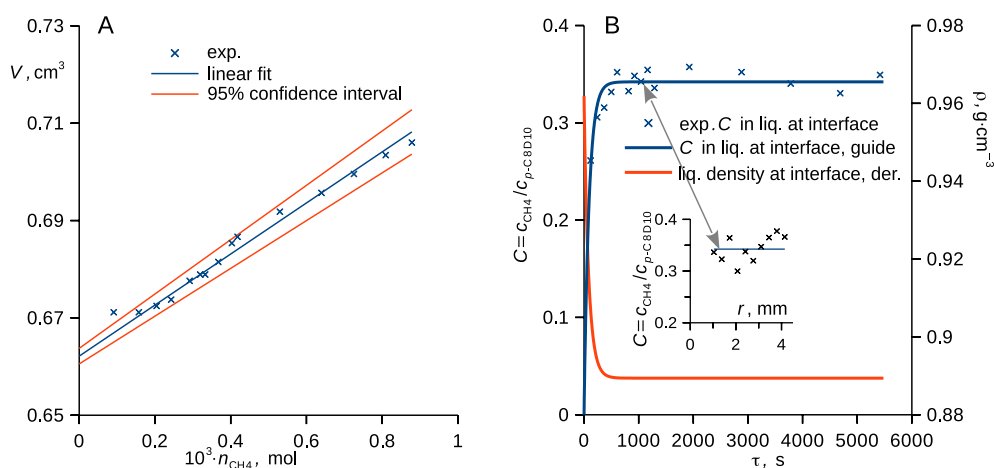 A
0.73
0.71
0.69
0.67
0.65
V, cm³
exp.
linear fit
95% confidence interval
0 0.2 0.4 0.6 0.8 1
10³·n_CH4, mol
B
0.4
0.3
0.2
0.1
0
C=c_CH4/c_p-C8D10
exp. C in liq. at interface
C in liq. at interface, guide
liq. density at interface, der.
0.4
0.3
0.2
C=c_CH4/c_p-C8D10
r, mm
0 2 4
0.98
0.96
0.94
0.92
0.9
0.88
ρ, g·cm⁻³
0 1000 2000 3000 4000 5000 6000
τ, s